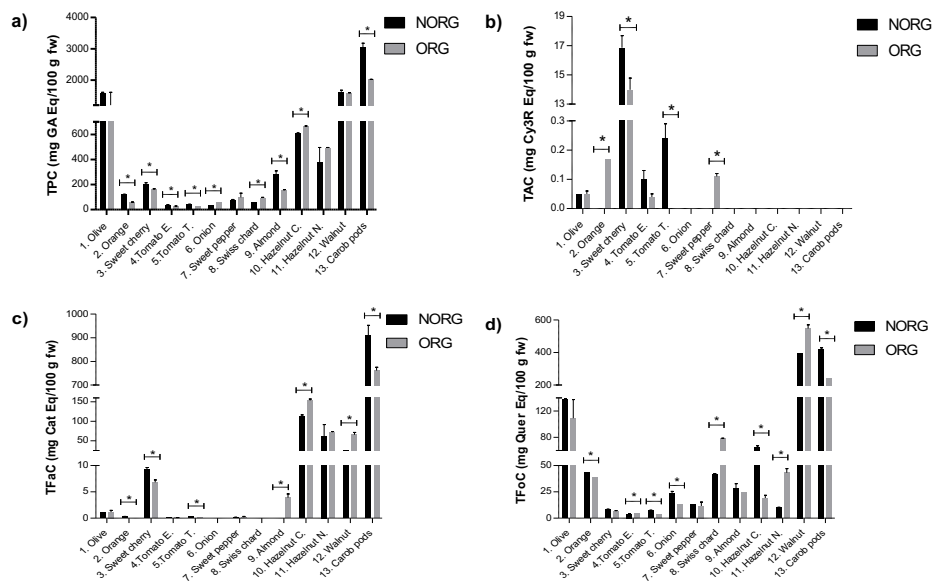 a)
TPC (mg GA Eq/100 g fw)
4000
3000
2000
600
400
200
0
* * * * * * * * * *
1. Olive
2. Orange
3. Sweet cherry
4.Tomato E.
5.Tomato T.
6. Onion
7. Sweet pepper
8. Swiss chard
9. Almond
10. Hazelnut C.
11. Hazelnut N.
12. Walnut
13. Carob pods
NORG
ORG
b)
TAC (mg Cy3R Eq/100 g fw)
19
17
15
13
11
9
0.3
0.2
0.1
0.0
* * * *
1. Olive
2. Orange
3. Sweet cherry
4. Tomato E.
5. Tomato T.
6. Onion
7. Sweet pepper
8. Swiss chard
9. Almond
10. Hazelnut C.
11. Hazelnut N.
12. Walnut
13. Carob pods
NORG
ORG
c)
TFaC (mg Cat Eq/100 g fw)
1000
900
800
700
150
100
50
10
5
0
* * * * * * *
1. Olive
2. Orange
3. Sweet cherry
4.Tomato E.
5.Tomato T.
6. Onion
7. Sweet pepper
8. Swiss chard
9. Almond
10. Hazelnut C.
11. Hazelnut N.
12. Walnut
13. Carob pods
NORG
ORG
d)
TFoC (mg Quer Eq/100 g fw)
600
400
200
120
80
50
25
0
* * * * * * * * *
1. Olive
2. Orange
3. Sweet cherry
4. Tomato E.
5. Tomato T.
6. Onion
7. Sweet pepper
8. Swiss chard
9. Almond
10. Hazelnut C.
11. Hazelnut N.
12. Walnut
13. Carob pods
NORG
ORG